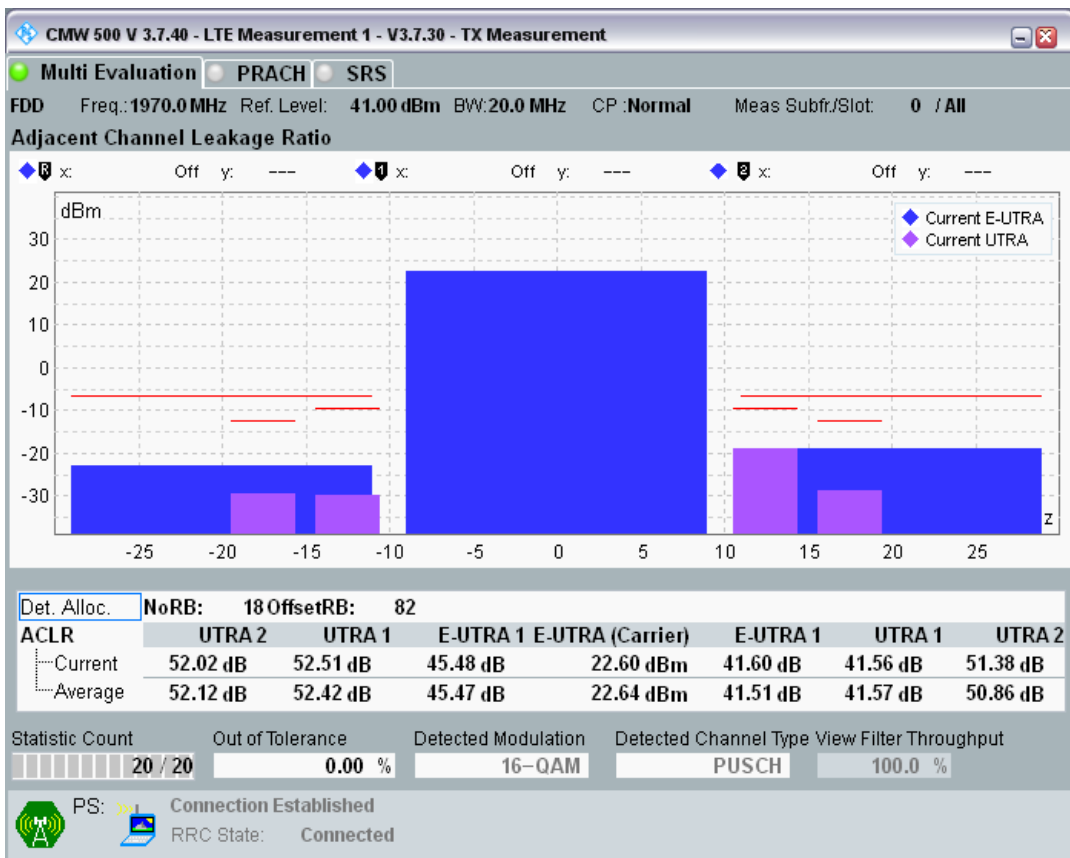 CMW 500 V 3.7.40 - LTE Measurement 1 - V3.7.30 - TX Measurement
Multi Evaluation PRACH SRS
FDD Freq.: 1970.0 MHz Ref. Level: 41.00 dBm BW: 20.0 MHz CP : Normal Meas Subfr./Slot: 0 / All
Adjacent Channel Leakage Ratio
R x: Off y: --- 1 x: Off y: --- 2 x: Off y: ---
dBm
Current E-UTRA
Current UTRA
30
20
10
0
-10
-20
-30
z
-25 -20 -15 -10 -5 0 5 10 15 20 25
Det. Alloc. NoRB: 18 OffsetRB: 82
ACLR UTRA 2 UTRA 1 E-UTRA 1 E-UTRA (Carrier) E-UTRA 1 UTRA 1 UTRA 2
Current 52.02 dB 52.51 dB 45.48 dB 22.60 dBm 41.60 dB 41.56 dB 51.38 dB
Average 52.12 dB 52.42 dB 45.47 dB 22.64 dBm 41.51 dB 41.57 dB 50.86 dB
Statistic Count Out of Tolerance Detected Modulation Detected Channel Type View Filter Throughput
20 / 20 0.00 % 16-QAM PUSCH 100.0 %
PS: Connection Established
RRC State: Connected